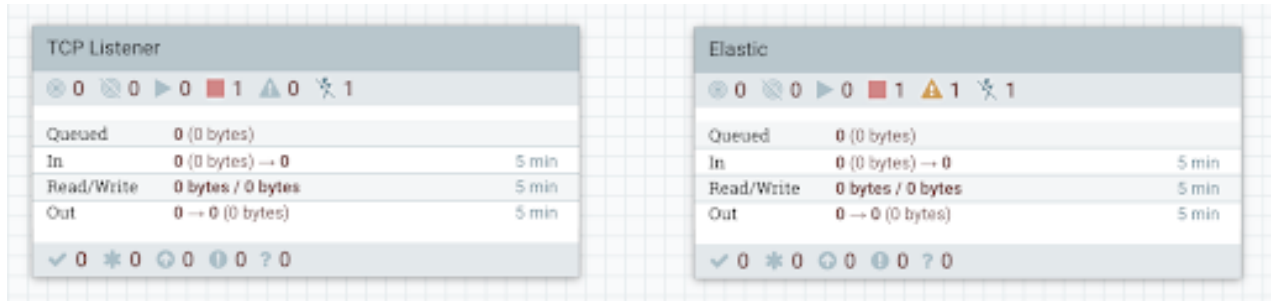 TCP Listener
0 0 0 1 0 1
Queued 0 (0 bytes)
In 0 (0 bytes) → 0 5 min
Read/Write 0 bytes / 0 bytes 5 min
Out 0 → 0 (0 bytes) 5 min
0 0 0 0 ? 0
Elastic
0 0 0 1 1 1
Queued 0 (0 bytes)
In 0 (0 bytes) → 0 5 min
Read/Write 0 bytes / 0 bytes 5 min
Out 0 → 0 (0 bytes) 5 min
0 0 0 0 ? 0